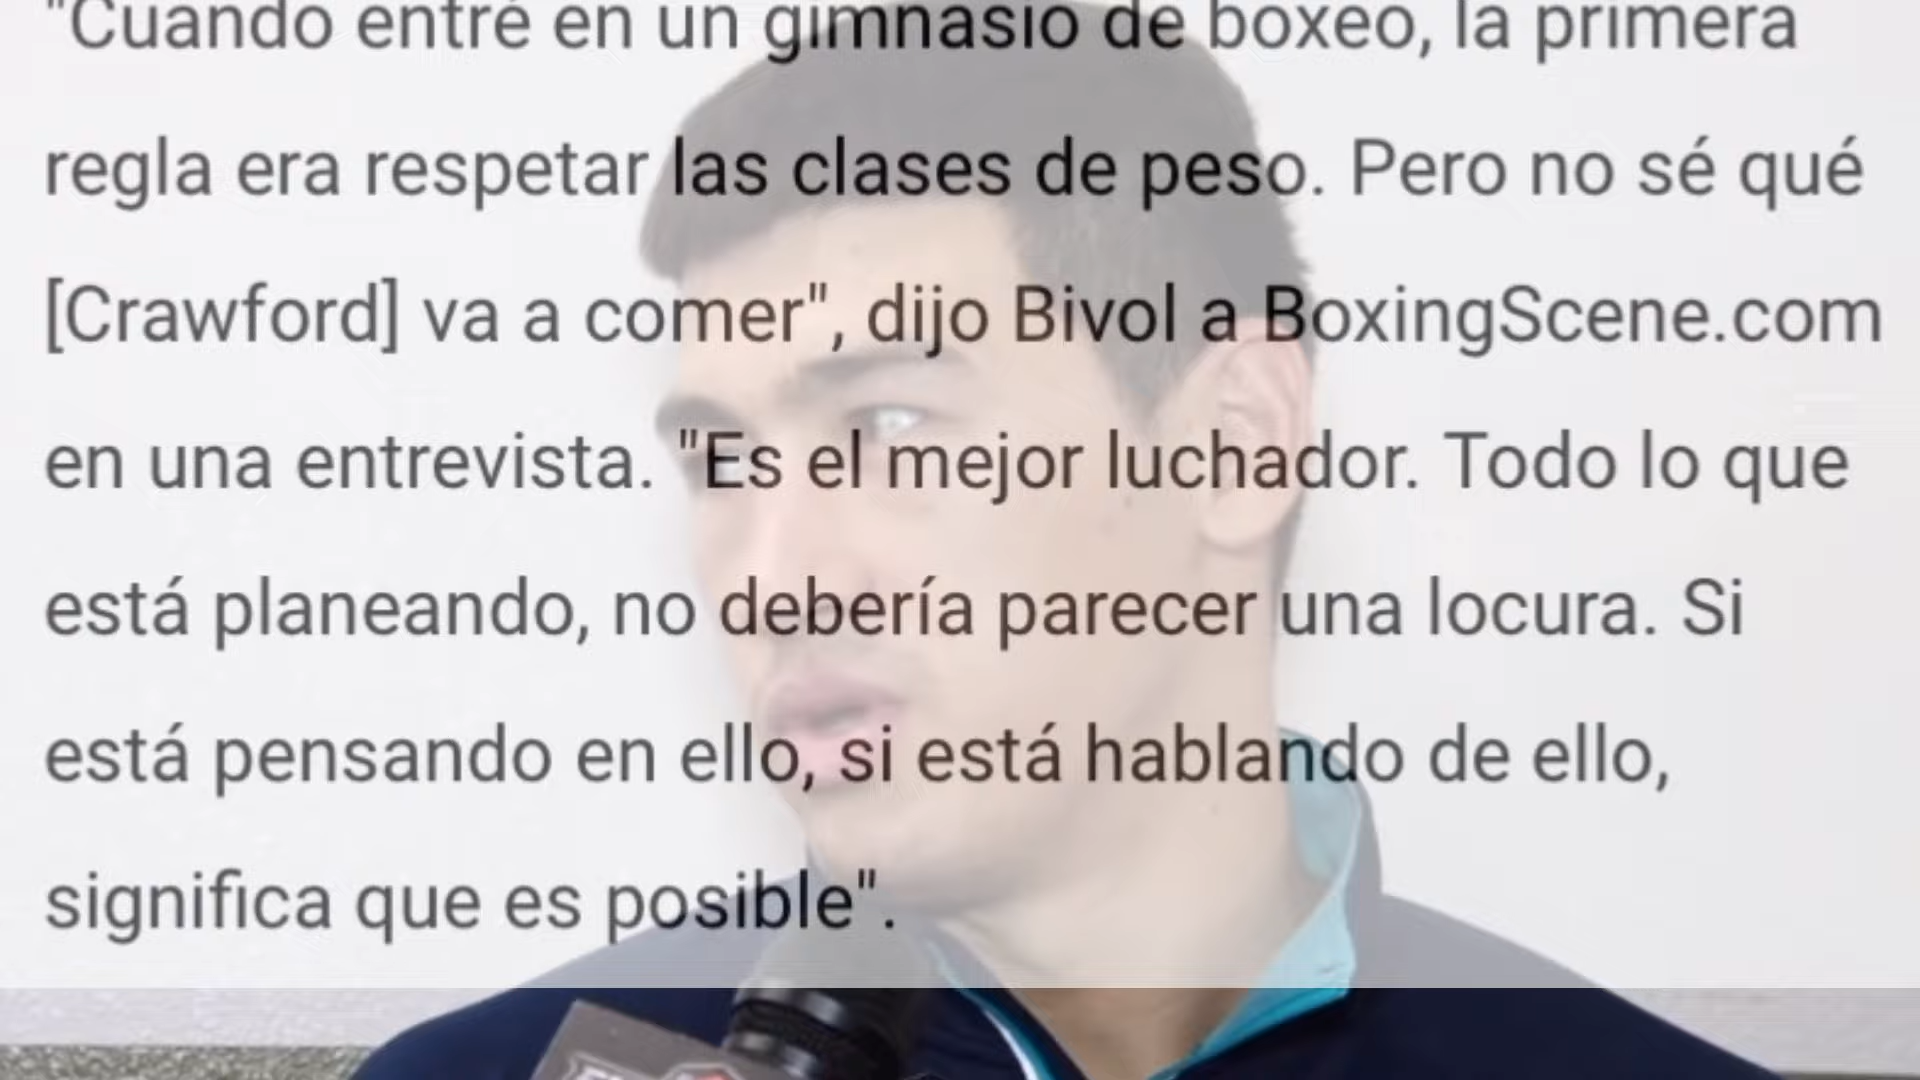 "Cuando entré en un gimnasio de boxeo, la primera
regla era respetar las clases de peso. Pero no sé qué
[Crawford] va a comer", dijo Bivol a BoxingScene.com
en una entrevista. "Es el mejor luchador. Todo lo que
está planeando, no debería parecer una locura. Si
está pensando en ello, si está hablando de ello,
significa que es posible".